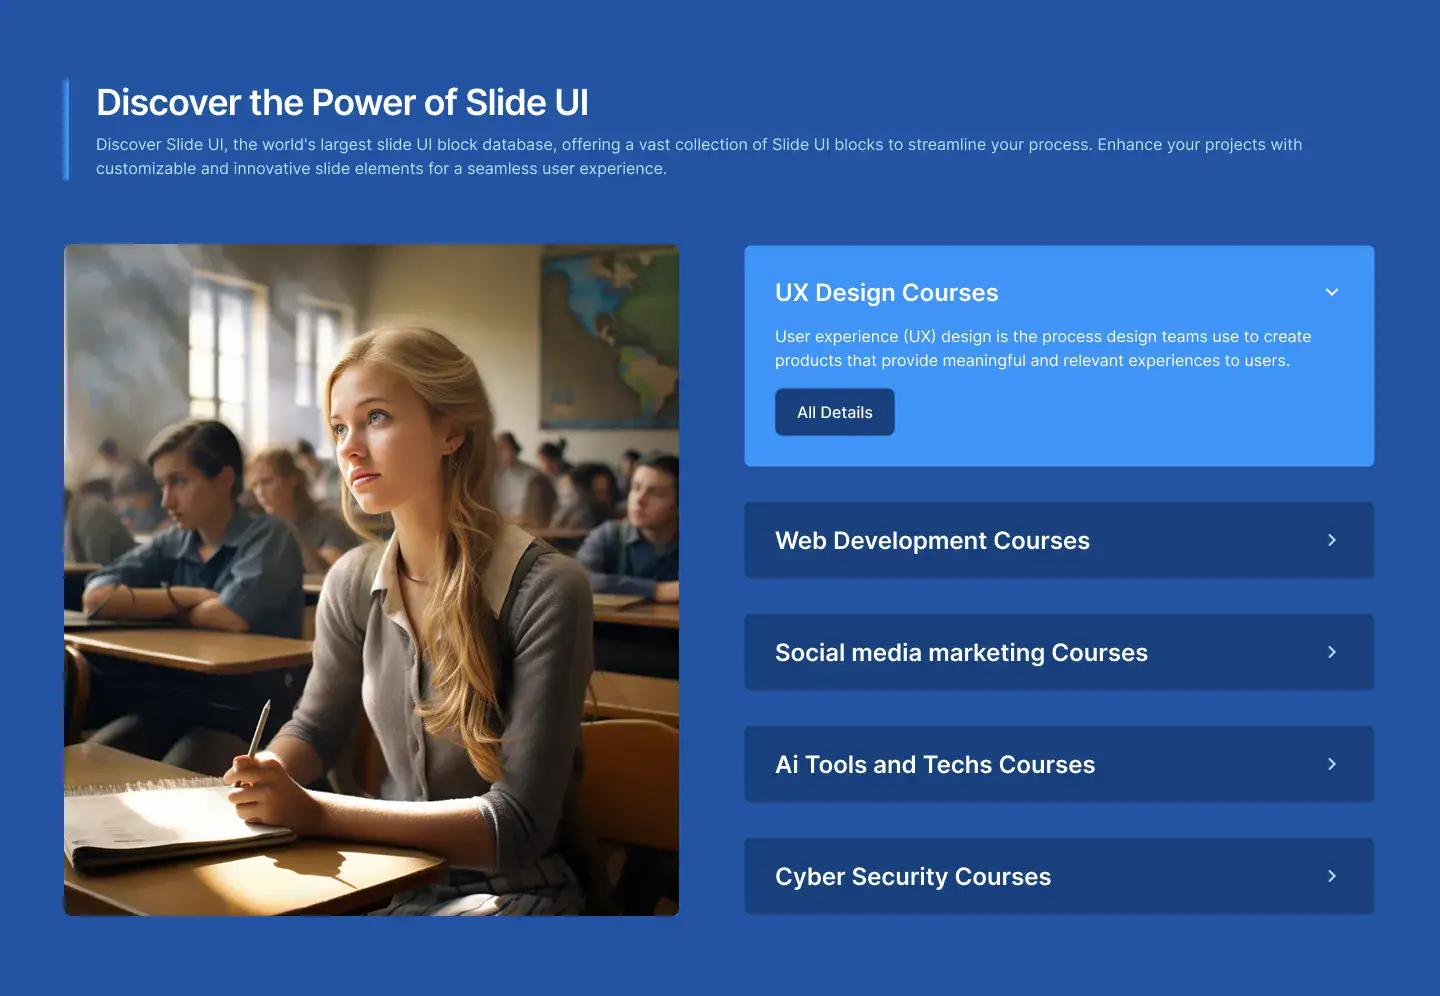 Discover the Power of Slide UI
Discover Slide UI, the world's largest slide UI block database, offering a vast collection of Slide UI blocks to streamline your process. Enhance your projects with
customizable and innovative slide elements for a seamless user experience.
UX Design Courses
User experience (UX) design is the process design teams use to create
products that provide meaningful and relevant experiences to users.
All Details
Web Development Courses
Social media marketing Courses
Ai Tools and Techs Courses
Cyber Security Courses